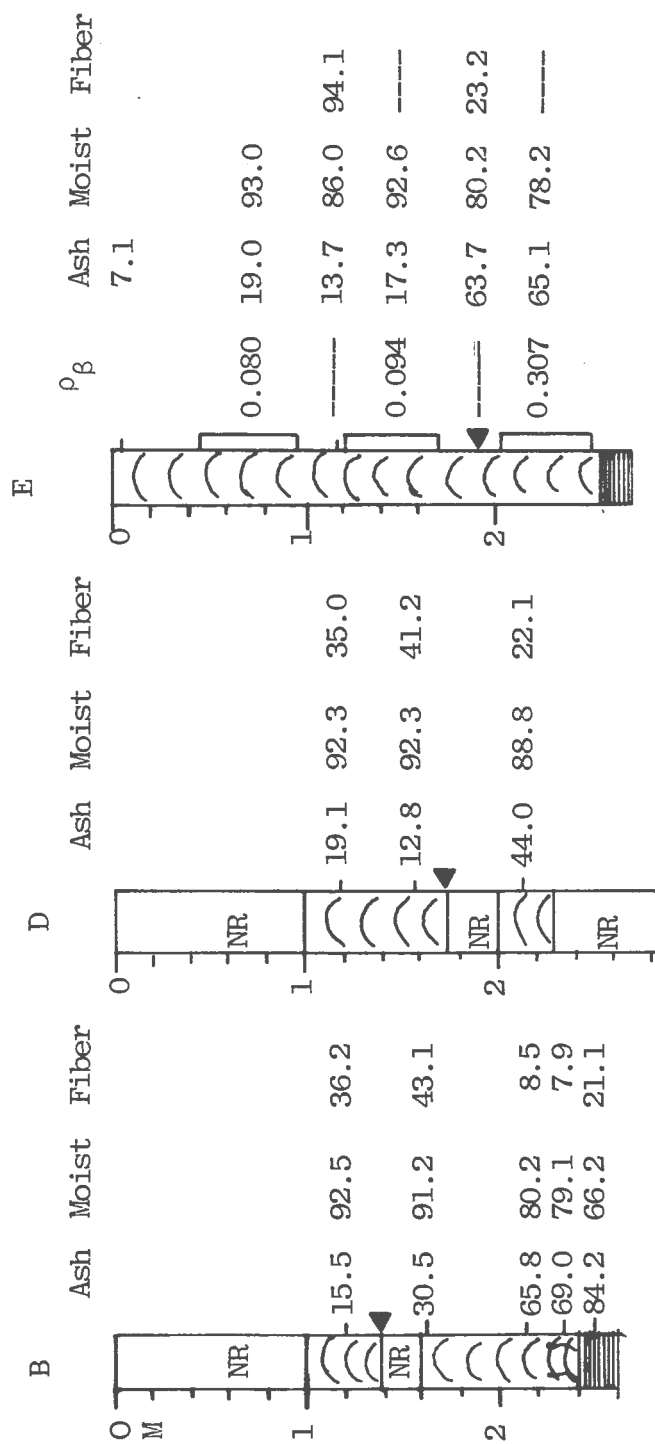 B
Ash Moist Fiber
0
M
NR
1
15.5 92.5 36.2
NR
30.5 91.2 43.1
2
65.8 80.2 8.5
69.0 79.1 7.9
84.2 66.2 21.1
D
Ash Moist Fiber
0
NR
1
19.1 92.3 35.0
12.8 92.3 41.2
NR
2
44.0 88.8 22.1
NR
E
ρβ Ash Moist Fiber
0
7.1
0.080 19.0 93.0
1
---- 13.7 86.0 94.1
0.094 17.3 92.6 ----
---- 63.7 80.2 23.2
2
0.307 65.1 78.2 ----